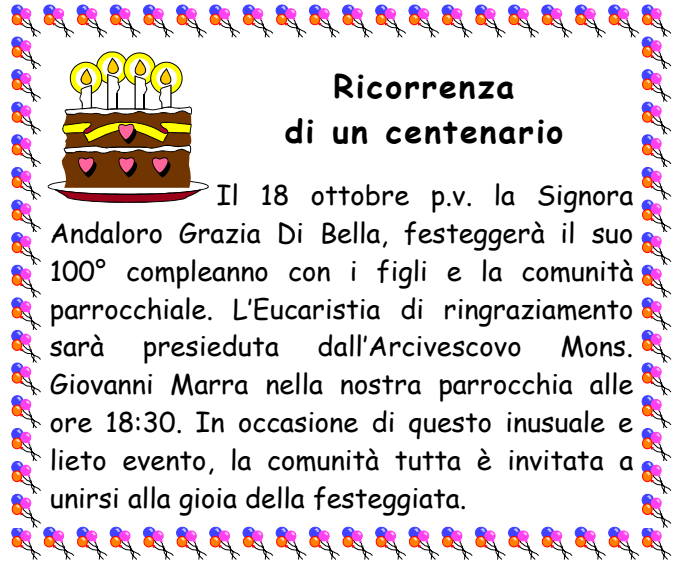 Ricorrenza
di un centenario
Il 18 ottobre p.v. la Signora
Andaloro Grazia Di Bella, festeggerà il suo
100° compleanno con i figli e la comunità
parrocchiale. L'Eucaristia di ringraziamento
sarà presieduta dall'Arcivescovo Mons.
Giovanni Marra nella nostra parrocchia alle
ore 18:30. In occasione di questo inusuale e
lieto evento, la comunità tutta è invitata a
unirsi alla gioia della festeggiata.